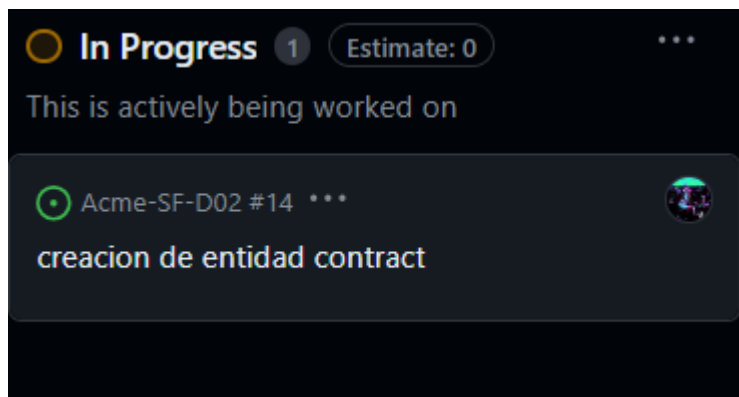 In Progress 1 Estimate: 0
This is actively being worked on
Acme-SF-D02 #14
creacion de entidad contract